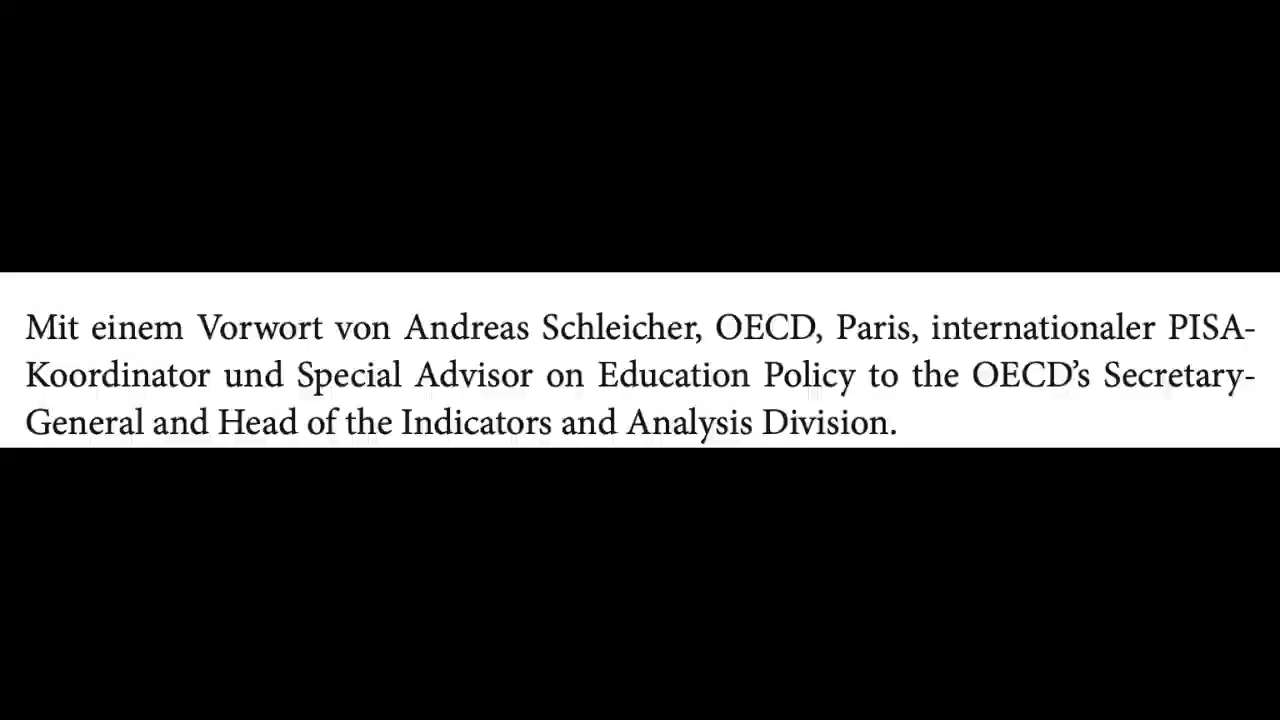 Mit einem Vorwort von Andreas Schleicher, OECD, Paris, internationaler PISA-
Koordinator und Special Advisor on Education Policy to the OECD’s Secretary-
General and Head of the Indicators and Analysis Division.